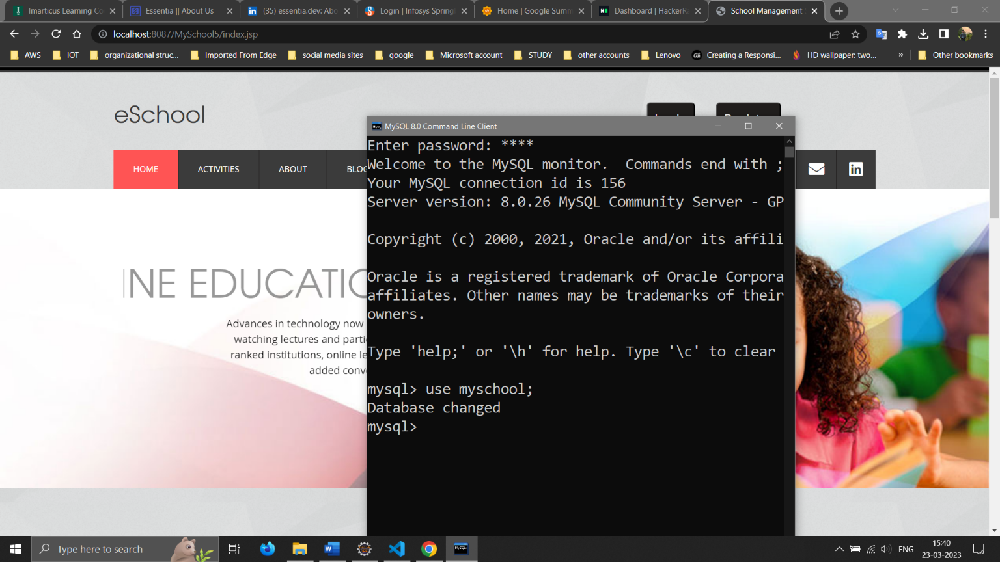 Imarticus Learning Co
Essentia || About Us
(35) essentia.dev: Abo
Login | Infosys Spring
Home | Google Summ
Dashboard | HackerRa
School Management S
localhost:8087/MySchool5/index.jsp
AWS
IOT
organizational struc...
Imported From Edge
social media sites
google
Microsoft account
STUDY
other accounts
Lenovo
Creating a Responsi...
HD wallpaper: two...
»
Other bookmarks
eSchool
HOME
ACTIVITIES
ABOUT
BLOG
INE EDUCATIO
Advances in technology now
watching lectures and parti
ranked institutions, online le
added conv
MySQL 8.0 Command Line Client
Enter password: ****
Welcome to the MySQL monitor.  Commands end with ;
Your MySQL connection id is 156
Server version: 8.0.26 MySQL Community Server - GP
Copyright (c) 2000, 2021, Oracle and/or its affili
Oracle is a registered trademark of Oracle Corpora
affiliates. Other names may be trademarks of their
owners.
Type 'help;' or '\h' for help. Type '\c' to clear
mysql> use myschool;
Database changed
mysql>
Type here to search
ENG
15:40
23-03-2023